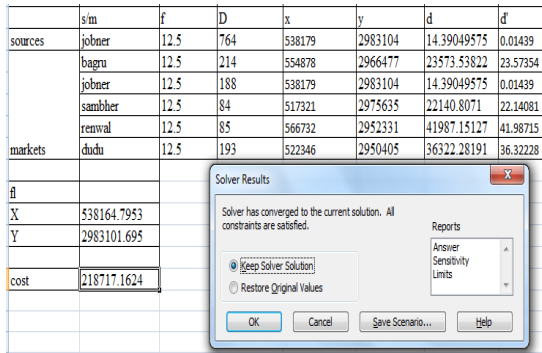 s/m f D x y d d'
sources jobner 12.5 764 538179 2983104 14.39049575 0.01439
bagru 12.5 214 554878 2966477 23573.53822 23.57354
jobner 12.5 188 538179 2983104 14.39049575 0.01439
sambher 12.5 84 517321 2975635 22140.8071 22.14081
renwal 12.5 85 566732 2952331 41987.15127 41.98715
markets dudu 12.5 193 522346 2950405 36322.28191 36.32228
fl
X 538164.7953
Y 2983101.695
cost 218717.1624
Solver Results
Solver has converged to the current solution. All
constraints are satisfied.
Reports
Answer
Sensitivity
Limits
Keep Solver Solution
Restore Original Values
OK Cancel Save Scenario... Help